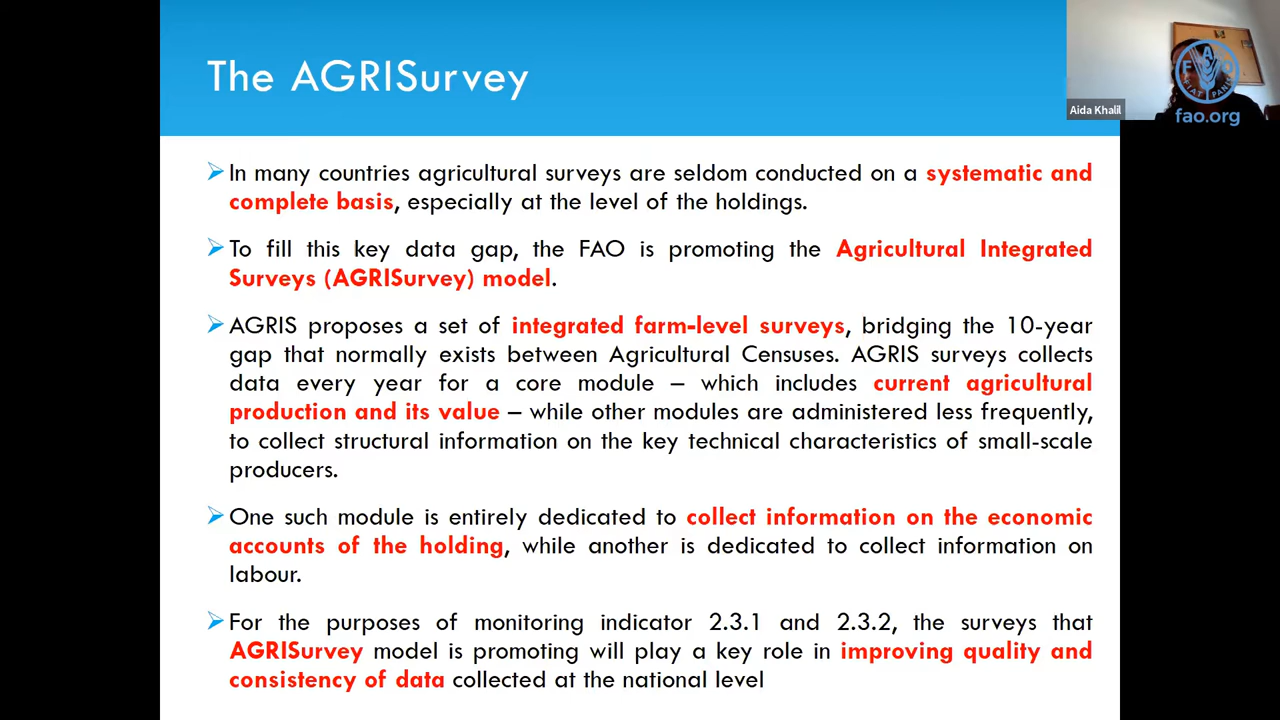 The AGRISurvey
Aida Khalil
F A O
FIAT PANIS
fao.org
In many countries agricultural surveys are seldom conducted on a systematic and
complete basis, especially at the level of the holdings.
To fill this key data gap, the FAO is promoting the Agricultural Integrated
Surveys (AGRISurvey) model.
AGRIS proposes a set of integrated farm-level surveys, bridging the 10-year
gap that normally exists between Agricultural Censuses. AGRIS surveys collects
data every year for a core module – which includes current agricultural
production and its value – while other modules are administered less frequently,
to collect structural information on the key technical characteristics of small-scale
producers.
One such module is entirely dedicated to collect information on the economic
accounts of the holding, while another is dedicated to collect information on
labour.
For the purposes of monitoring indicator 2.3.1 and 2.3.2, the surveys that
AGRISurvey model is promoting will play a key role in improving quality and
consistency of data collected at the national level